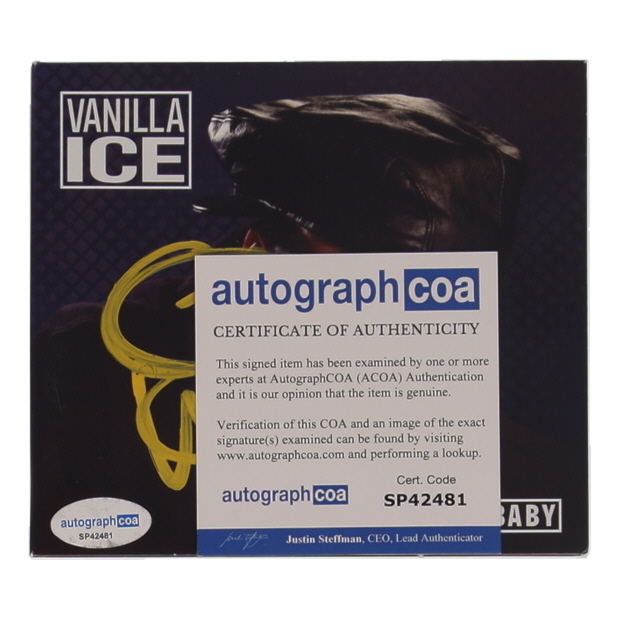 VANILLA
ICE
autographcoa
CERTIFICATE OF AUTHENTICITY
This signed item has been examined by one or more
experts at AutographCOA (ACOA) Authentication
and it is our opinion that the item is genuine.
Verification of this COA and an image of the exact
signature(s) examined can be found by visiting
www.autographcoa.com and performing a lookup.
Cert. Code
autographcoa
SP42481
autographcoa
SP42481
BABY
Justin Steffman, CEO, Lead Authenticator